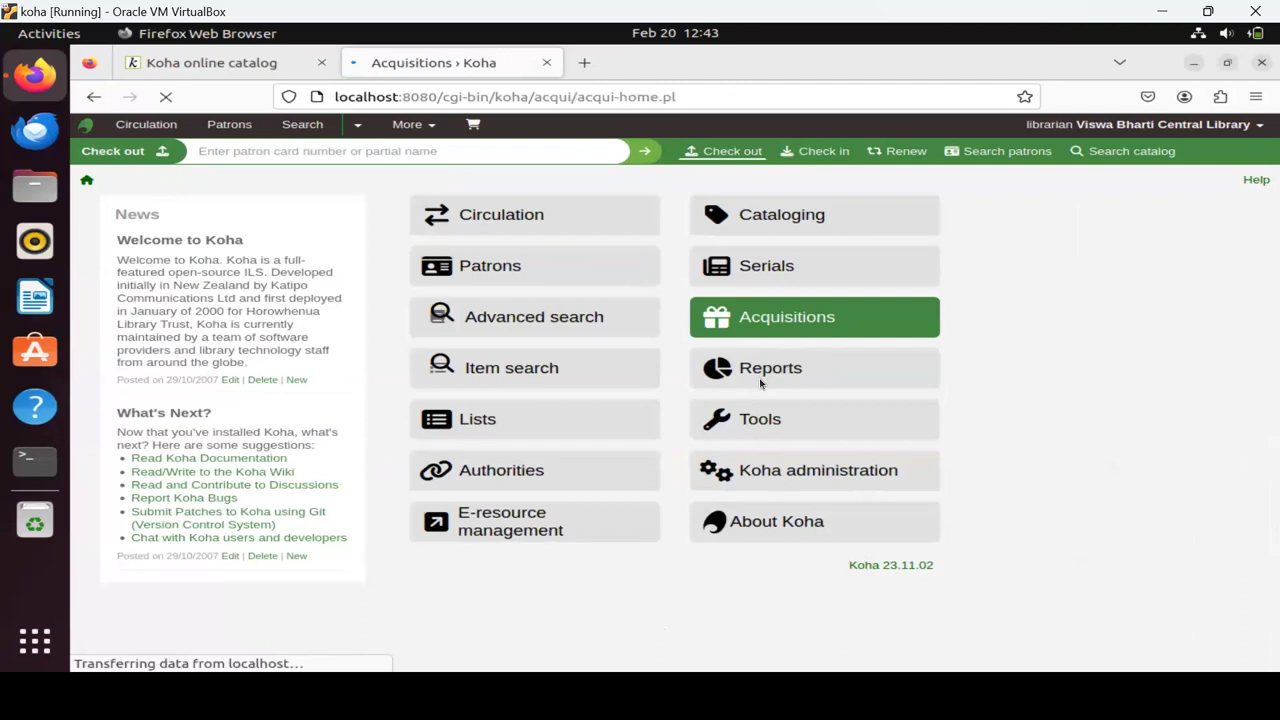 koha [Running] - Oracle VM VirtualBox
Activities Firefox Web Browser Feb 20 12:43
Koha online catalog Acquisitions › Koha
localhost:8080/cgi-bin/koha/acqui/acqui-home.pl
Circulation Patrons Search More librarian Viswa Bharti Central Library
Check out Enter patron card number or partial name Check out Check in Renew Search patrons Search catalog
Help
News
Welcome to Koha
Welcome to Koha. Koha is a full-
featured open-source ILS. Developed
initially in New Zealand by Katipo
Communications Ltd and first deployed
in January of 2000 for Horowhenua
Library Trust, Koha is currently
maintained by a team of software
providers and library technology staff
from around the globe.
Posted on 29/10/2007 Edit | Delete | New
What's Next?
Now that you've installed Koha, what's
next? Here are some suggestions:
• Read Koha Documentation
• Read/Write to the Koha Wiki
• Read and Contribute to Discussions
• Report Koha Bugs
• Submit Patches to Koha using Git
(Version Control System)
• Chat with Koha users and developers
Posted on 29/10/2007 Edit | Delete | New
Circulation
Patrons
Advanced search
Item search
Lists
Authorities
E-resource
management
Cataloging
Serials
Acquisitions
Reports
Tools
Koha administration
About Koha
Koha 23.11.02
Transferring data from localhost…